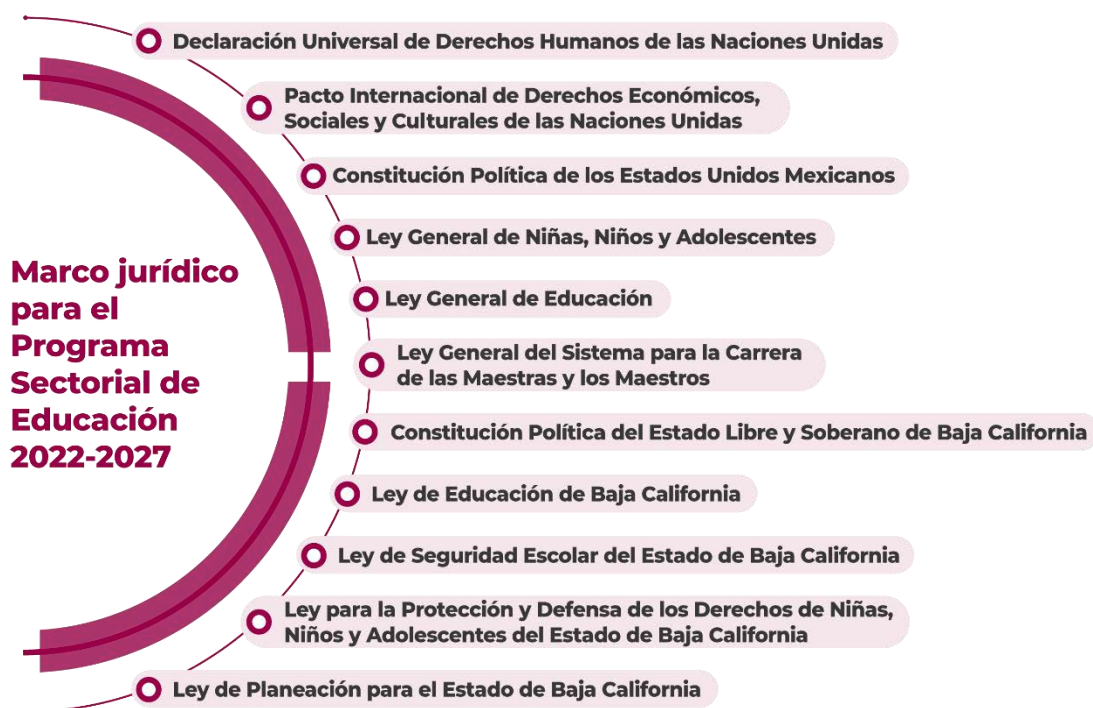 Marco jurídico
para el
Programa
Sectorial de
Educación
2022-2027
Declaración Universal de Derechos Humanos de las Naciones Unidas
Pacto Internacional de Derechos Económicos,
Sociales y Culturales de las Naciones Unidas
Constitución Política de los Estados Unidos Mexicanos
Ley General de Niñas, Niños y Adolescentes
Ley General de Educación
Ley General del Sistema para la Carrera
de las Maestras y los Maestros
Constitución Política del Estado Libre y Soberano de Baja California
Ley de Educación de Baja California
Ley de Seguridad Escolar del Estado de Baja California
Ley para la Protección y Defensa de los Derechos de Niñas,
Niños y Adolescentes del Estado de Baja California
Ley de Planeación para el Estado de Baja California